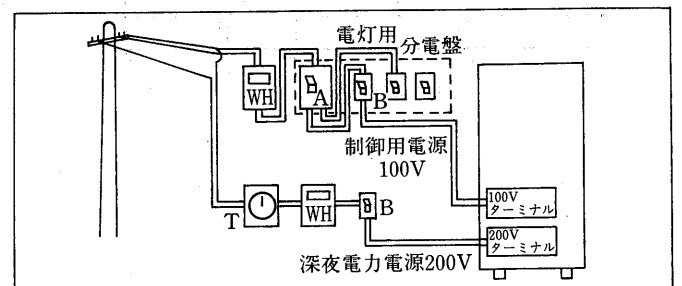 電灯用
分電盤
WH
A
B
制御用電源
100V
100V
ターミナル
T
WH
B
200V
ターミナル
深夜電力電源200V